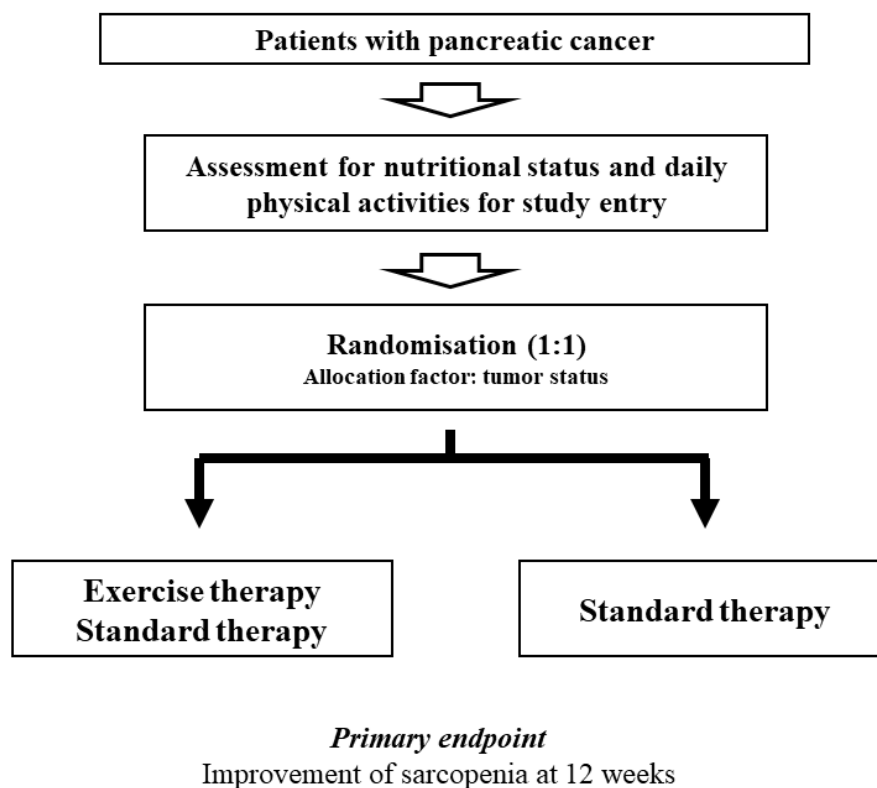 Patients with pancreatic cancer
Assessment for nutritional status and daily
physical activities for study entry
Randomisation (1:1)
Allocation factor: tumor status
Exercise therapy
Standard therapy
Standard therapy
Primary endpoint
Improvement of sarcopenia at 12 weeks